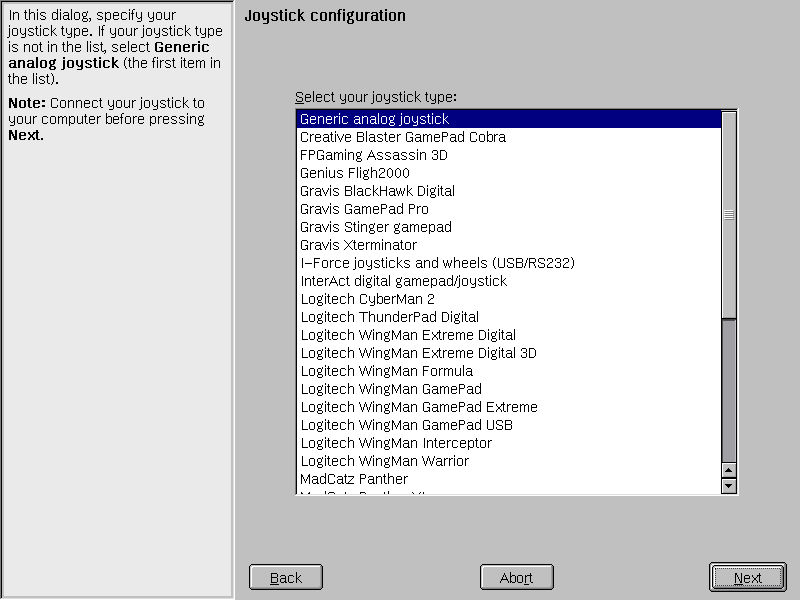 In this dialog, specify your
joystick type. If your joystick type
is not in the list, select Generic
analog joystick (the first item in
the list).
Note: Connect your joystick to
your computer before pressing
Next.
Joystick configuration
Select your joystick type:
Generic analog joystick
Creative Blaster GamePad Cobra
FPGaming Assassin 3D
Genius Fligh2000
Gravis BlackHawk Digital
Gravis GamePad Pro
Gravis Stinger gamepad
Gravis Xterminator
I-Force joysticks and wheels (USB/RS232)
InterAct digital gamepad/joystick
Logitech CyberMan 2
Logitech ThunderPad Digital
Logitech WingMan Extreme Digital
Logitech WingMan Extreme Digital 3D
Logitech WingMan Formula
Logitech WingMan GamePad
Logitech WingMan GamePad Extreme
Logitech WingMan GamePad USB
Logitech WingMan Interceptor
Logitech WingMan Warrior
MadCatz Panther
Back
Abort
Next